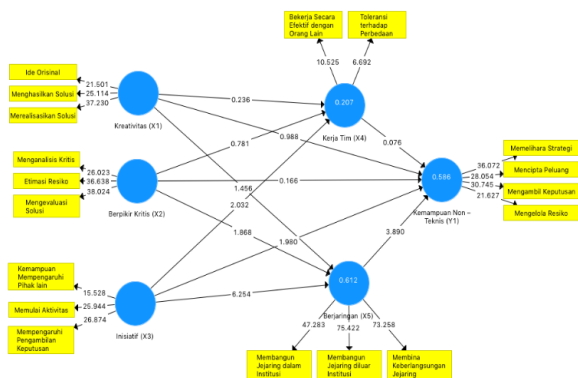 Bekerja Secara
Efektif dengan
Orang Lain
Toleransi
terhadap
Perbedaan
10.525
6.692
Ide Orisinal
Menghasilkan Solusi
Merealisasikan Solusi
21.501
25.114
37.230
Kreativitas (X1)
0.236
0.207
Kerja Tim (X4)
0.781
0.988
0.076
Menganalisis Kritis
Etimasi Resiko
Mengevaluasi
Solusi
26.023
36.638
38.024
Berpikir Kritis (X2)
1.456
2.032
0.166
0.586
Kemampuan Non –
Teknis (Y1)
36.072
28.054
30.745
21.627
Memelihara Strategi
Mencipta Peluang
Mengambil Keputusan
Mengelola Resiko
1.868
1.980
3.890
Kemampuan
Mempengaruhi
Pihak lain
Memulai Aktivitas
Mempengaruhi
Pengambilan
Keputusan
15.528
25.944
26.874
Inisiatif (X3)
6.254
0.612
Berjaringan (X5)
47.283
75.422
73.258
Membangun
Jejaring dalam
Institusi
Membangun
Jejaring diluar
Institusi
Membina
Keberlangsungan
Jejaring